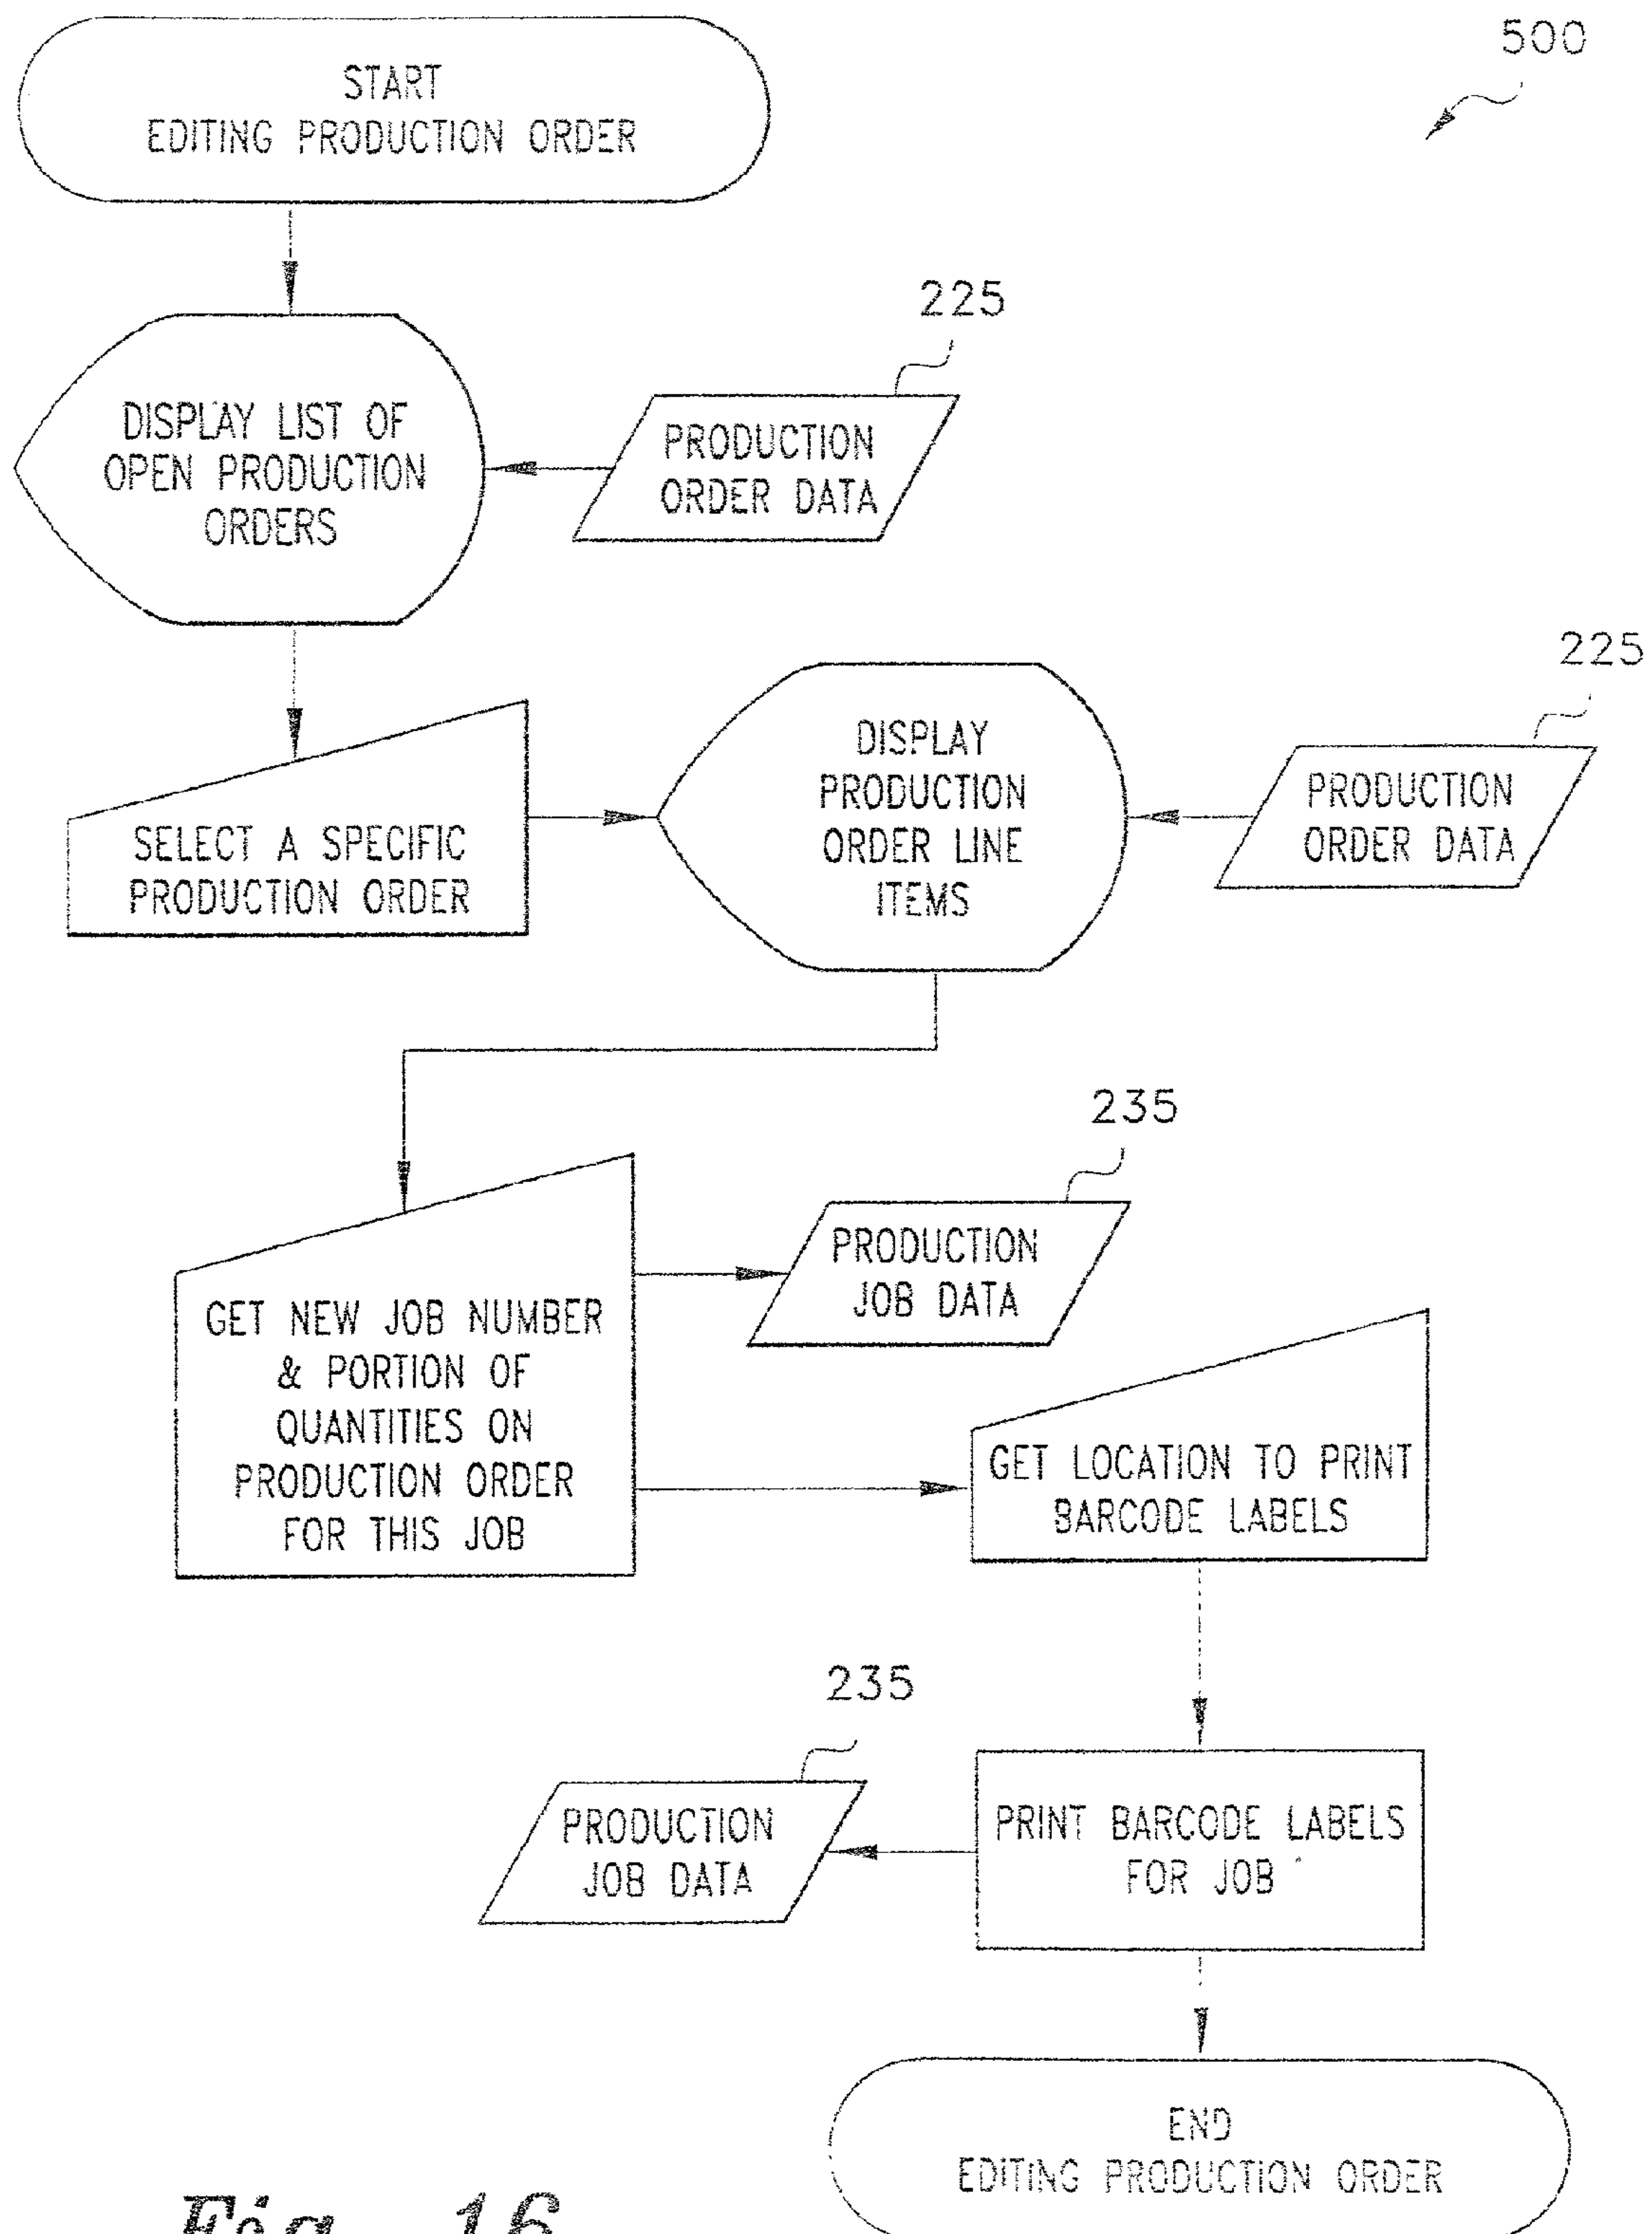 500
START
EDITING PRODUCTION ORDER
225
DISPLAY LIST OF
OPEN PRODUCTION
ORDERS
PRODUCTION
ORDER DATA
225
DISPLAY
PRODUCTION
ORDER LINE
ITEMS
PRODUCTION
ORDER DATA
SELECT A SPECIFIC
PRODUCTION ORDER
235
PRODUCTION
JOB DATA
GET NEW JOB NUMBER
& PORTION OF
QUANTITIES ON
PRODUCTION ORDER
FOR THIS JOB
GET LOCATION TO PRINT
BARCODE LABELS
235
PRODUCTION
JOB DATA
PRINT BARCODE LABELS
FOR JOB
END
EDITING PRODUCTION ORDER
Fig. 16